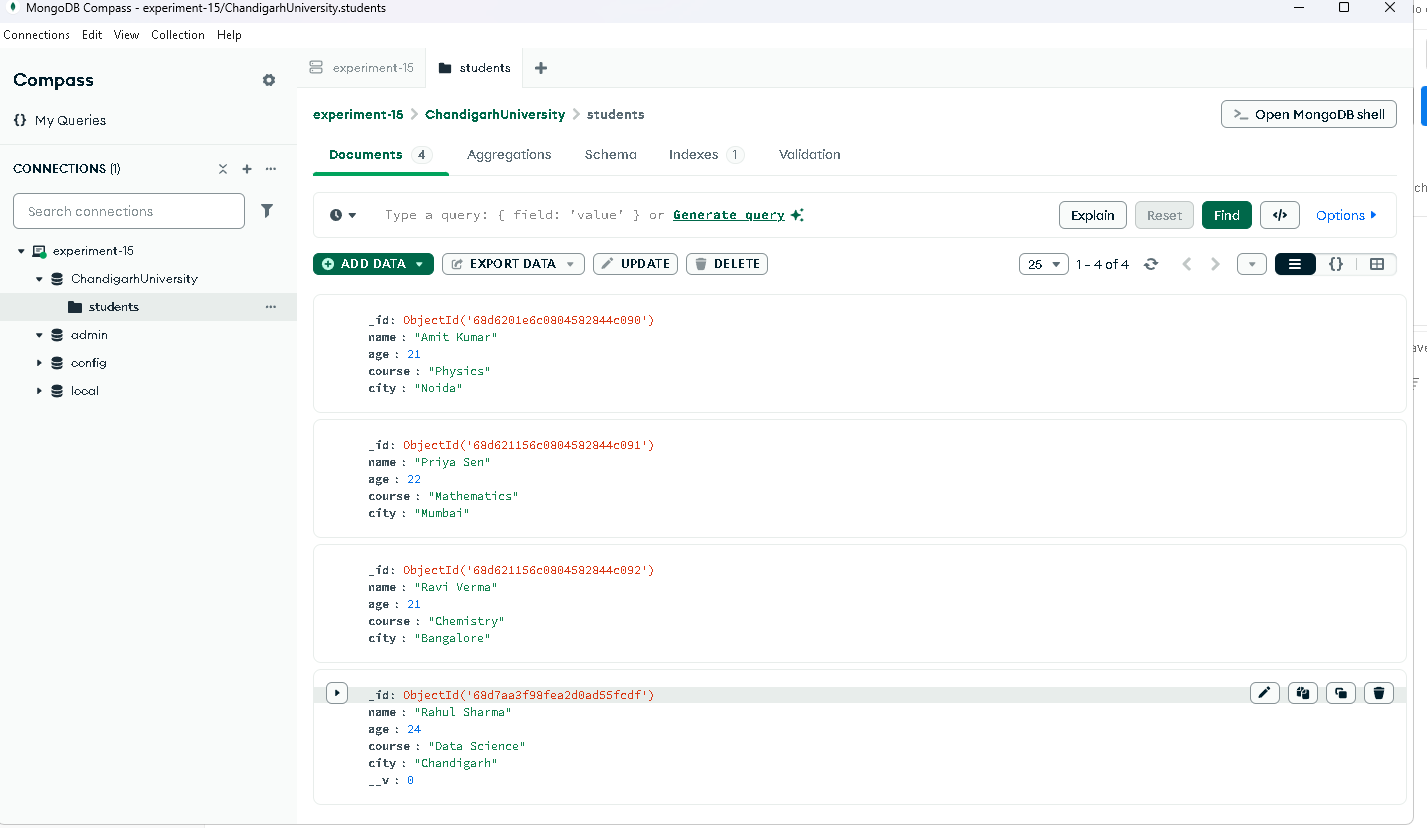 MongoDB Compass - experiment-15/ChandigarhUniversity.students
Connections Edit View Collection Help
Compass
{} My Queries
CONNECTIONS (1)
Search connections
experiment-15
ChandigarhUniversity
students
admin
config
local
experiment-15 students
experiment-15 > ChandigarhUniversity > students
>_ Open MongoDB shell
Documents 4 Aggregations Schema Indexes 1 Validation
Type a query: { field: 'value' } or Generate query
Explain Reset Find </> Options
ADD DATA EXPORT DATA UPDATE DELETE
25 1 – 4 of 4 {}
_id: ObjectId('68d6201e6c0804582844c090')
name : "Amit Kumar"
age : 21
course : "Physics"
city : "Noida"
_id: ObjectId('68d621156c0804582844c091')
name : "Priya Sen"
age : 22
course : "Mathematics"
city : "Mumbai"
_id: ObjectId('68d621156c0804582844c092')
name : "Ravi Verma"
age : 21
course : "Chemistry"
city : "Bangalore"
_id: ObjectId('68d7aa3f98fea2d0ad55fcdf')
name : "Rahul Sharma"
age : 24
course : "Data Science"
city : "Chandigarh"
__v : 0